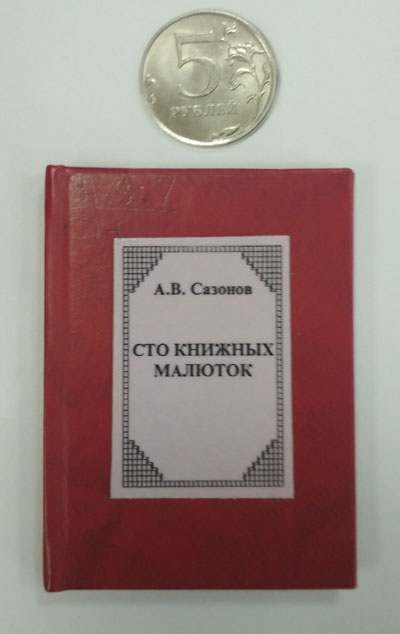 5
РУБЛЕЙ
А.В. Сазонов
СТО КНИЖНЫХ
МАЛЮТОК